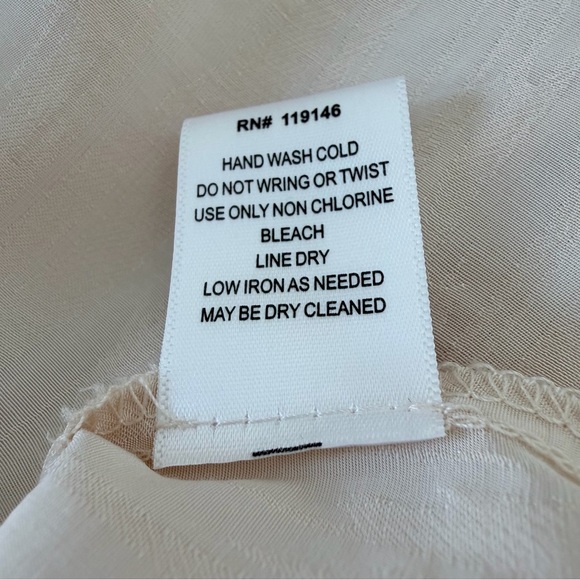 RN# 119146
HAND WASH COLD
DO NOT WRING OR TWIST
USE ONLY NON CHLORINE
BLEACH
LINE DRY
LOW IRON AS NEEDED
MAY BE DRY CLEANED